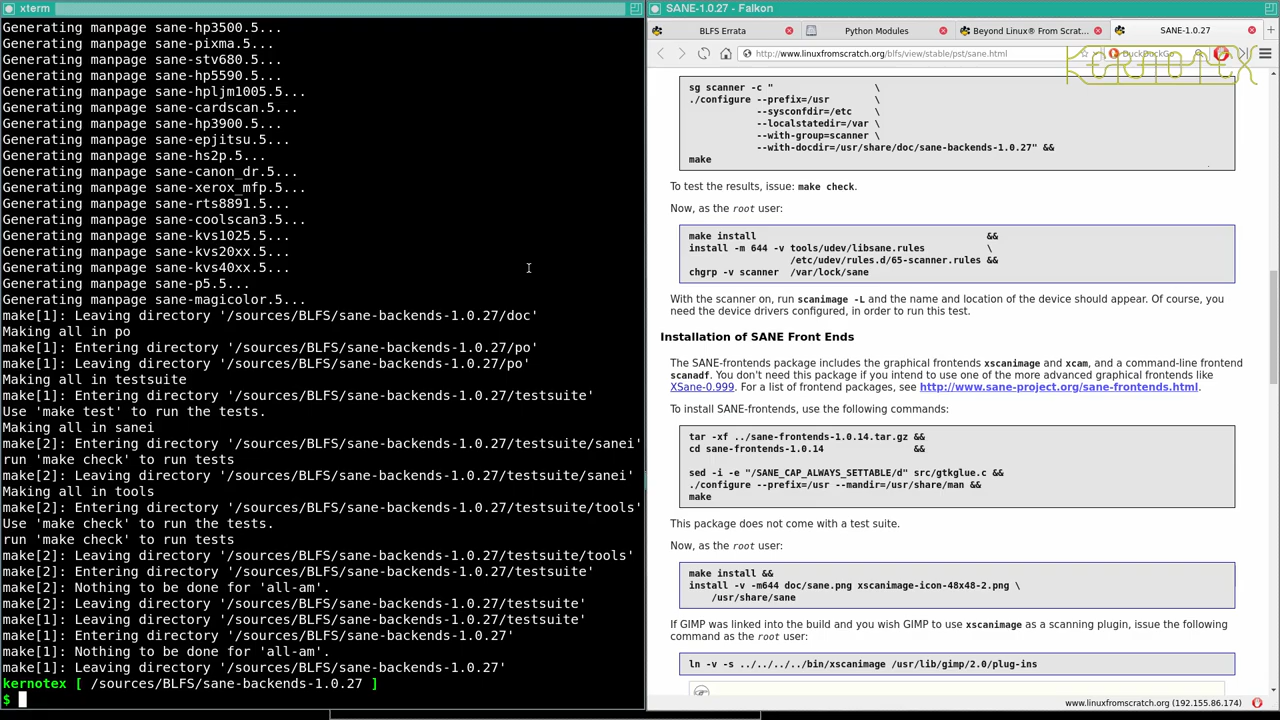 xterm
Generating manpage sane-hp3500.5...
Generating manpage sane-pixma.5...
Generating manpage sane-stv680.5...
Generating manpage sane-hp5590.5...
Generating manpage sane-hpljm1005.5...
Generating manpage sane-cardscan.5...
Generating manpage sane-hp3900.5...
Generating manpage sane-epjitsu.5...
Generating manpage sane-hs2p.5...
Generating manpage sane-canon_dr.5...
Generating manpage sane-xerox_mfp.5...
Generating manpage sane-rts8891.5...
Generating manpage sane-coolscan3.5...
Generating manpage sane-kvs1025.5...
Generating manpage sane-kvs20xx.5...
Generating manpage sane-kvs40xx.5...
Generating manpage sane-p5.5...
Generating manpage sane-magicolor.5...
make[1]: Leaving directory '/sources/BLFS/sane-backends-1.0.27/doc'
Making all in po
make[1]: Entering directory '/sources/BLFS/sane-backends-1.0.27/po'
make[1]: Leaving directory '/sources/BLFS/sane-backends-1.0.27/po'
Making all in testsuite
make[1]: Entering directory '/sources/BLFS/sane-backends-1.0.27/testsuite'
Use 'make test' to run the tests.
Making all in sanei
make[2]: Entering directory '/sources/BLFS/sane-backends-1.0.27/testsuite/sanei'
run 'make check' to run tests
make[2]: Leaving directory '/sources/BLFS/sane-backends-1.0.27/testsuite/sanei'
Making all in tools
make[2]: Entering directory '/sources/BLFS/sane-backends-1.0.27/testsuite/tools'
Use 'make check' to run the tests.
run 'make check' to run tests
make[2]: Leaving directory '/sources/BLFS/sane-backends-1.0.27/testsuite/tools'
make[2]: Entering directory '/sources/BLFS/sane-backends-1.0.27/testsuite'
make[2]: Nothing to be done for 'all-am'.
make[2]: Leaving directory '/sources/BLFS/sane-backends-1.0.27/testsuite'
make[1]: Leaving directory '/sources/BLFS/sane-backends-1.0.27/testsuite'
make[1]: Entering directory '/sources/BLFS/sane-backends-1.0.27'
make[1]: Nothing to be done for 'all-am'.
make[1]: Leaving directory '/sources/BLFS/sane-backends-1.0.27'
kernotex [ /sources/BLFS/sane-backends-1.0.27 ]
$
SANE-1.0.27 - Falkon
BLFS Errata Python Modules Beyond Linux® From Scrat... SANE-1.0.27
http://www.linuxfromscratch.org/blfs/view/stable/pst/sane.html DuckDuckGo
KERNOTEX
sg scanner -c " \
./configure --prefix=/usr \
--sysconfdir=/etc \
--localstatedir=/var \
--with-group=scanner \
--with-docdir=/usr/share/doc/sane-backends-1.0.27" &&
make
To test the results, issue: make check.
Now, as the root user:
make install &&
install -m 644 -v tools/udev/libsane.rules \
/etc/udev/rules.d/65-scanner.rules &&
chgrp -v scanner /var/lock/sane
With the scanner on, run scanimage -L and the name and location of the device should appear. Of course, you
need the device drivers configured, in order to run this test.
Installation of SANE Front Ends
The SANE-frontends package includes the graphical frontends xscanimage and xcam, and a command-line frontend
scanadf. You don't need this package if you intend to use one of the more advanced graphical frontends like
XSane-0.999. For a list of frontend packages, see http://www.sane-project.org/sane-frontends.html.
To install SANE-frontends, use the following commands:
tar -xf ../sane-frontends-1.0.14.tar.gz &&
cd sane-frontends-1.0.14 &&
sed -i -e "/SANE_CAP_ALWAYS_SETTABLE/d" src/gtkglue.c &&
./configure --prefix=/usr --mandir=/usr/share/man &&
make
This package does not come with a test suite.
Now, as the root user:
make install &&
install -v -m644 doc/sane.png xscanimage-icon-48x48-2.png \
/usr/share/sane
If GIMP was linked into the build and you wish GIMP to use xscanimage as a scanning plugin, issue the following
command as the root user:
ln -v -s ../../../../bin/xscanimage /usr/lib/gimp/2.0/plug-ins
www.linuxfromscratch.org (192.155.86.174)